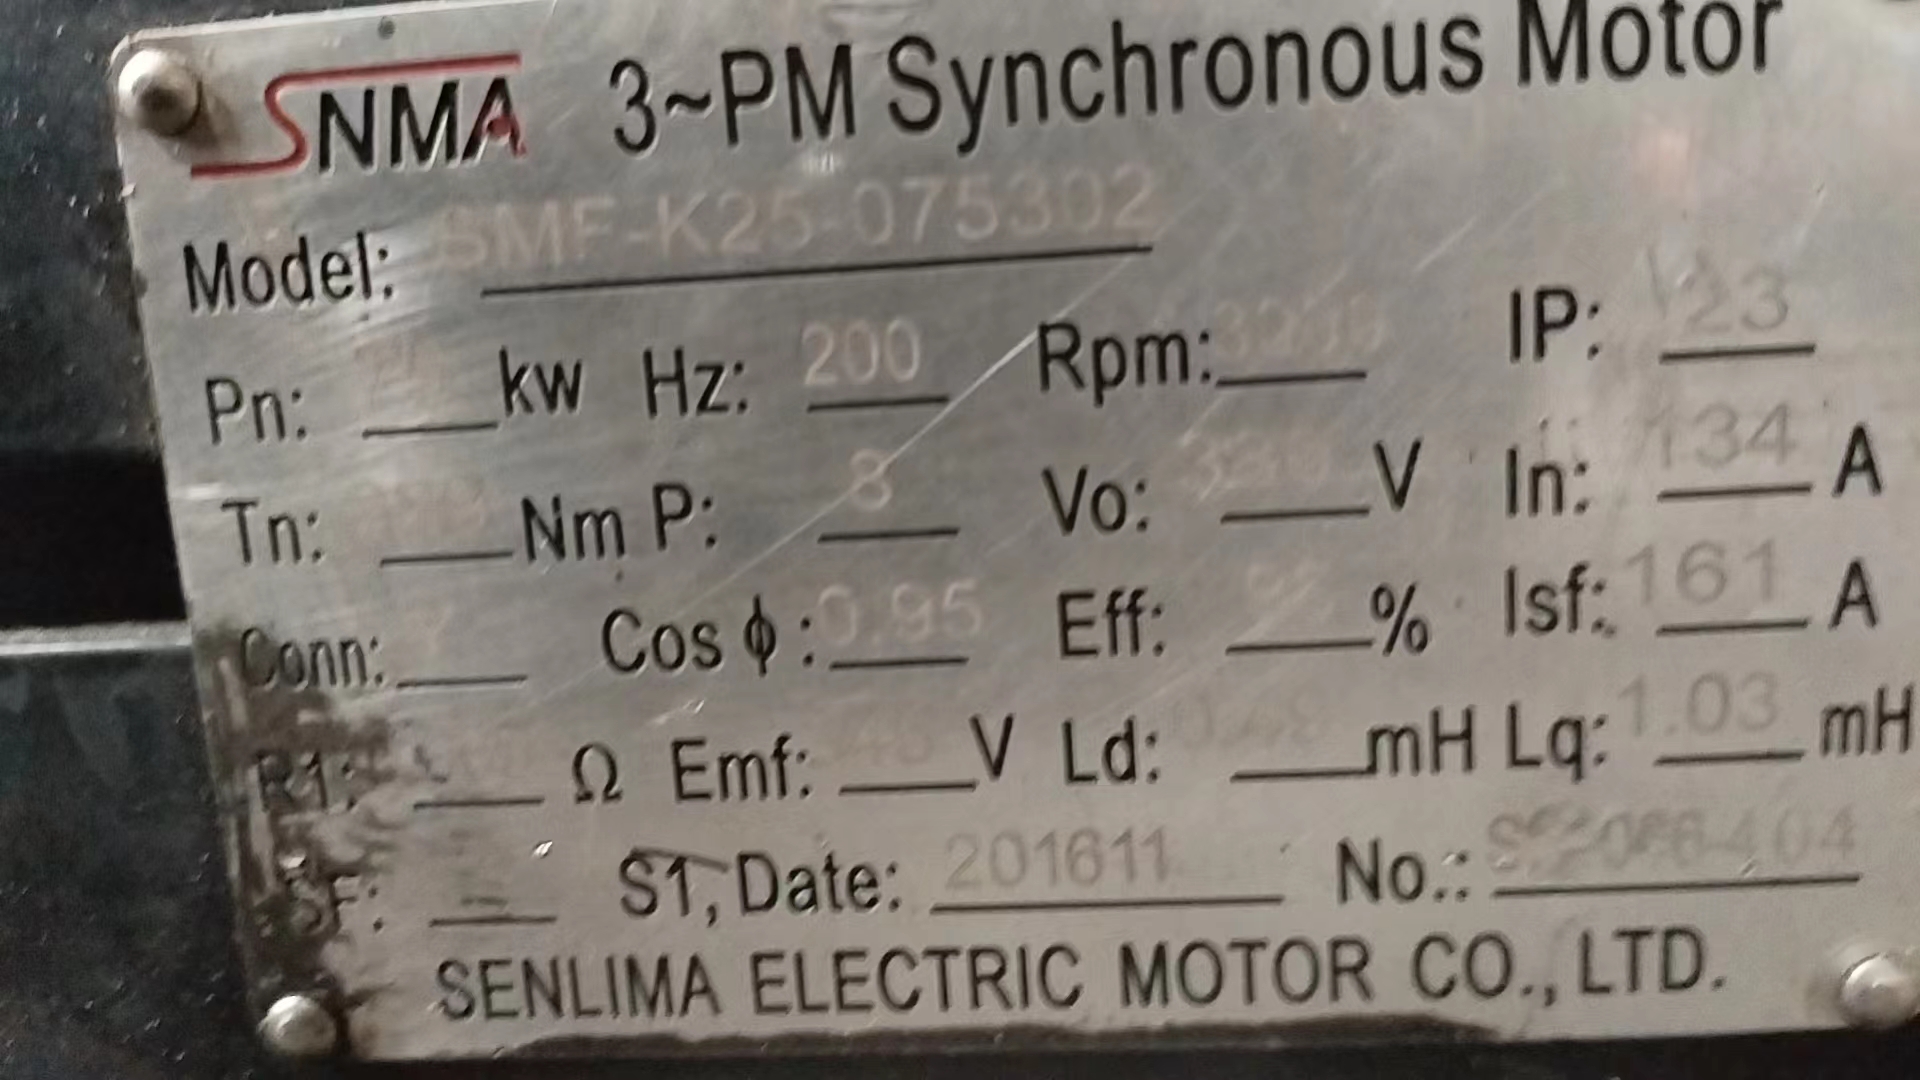 SNMA 3~PM Synchronous Motor
Model: SMF-K25-075302
Pn: kw Hz: 200 Rpm: IP: 23
Tn: Nm P: 8 Vo: V In: 134 A
Conn: Y Cos ϕ: 0.95 Eff: % Isf: 161 A
R1: Ω Emf: V Ld: mH Lq: 1.03 mH
SF: S1, Date: 201611 No.:
SENLIMA ELECTRIC MOTOR CO., LTD.